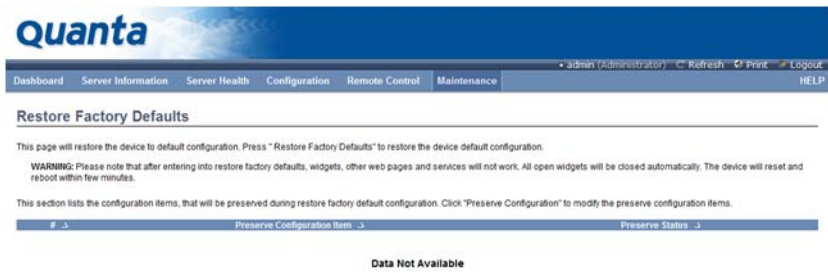 Quanta
admin (Administrator) Refresh Print Logout
Dashboard Server Information Server Health Configuration Remote Control Maintenance HELP
Restore Factory Defaults
This page will restore the device to default configuration. Press " Restore Factory Defaults" to restore the device default configuration.
WARNING: Please note that after entering into restore factory defaults, widgets, other web pages and services will not work. All open widgets will be closed automatically. The device will reset and
reboot within few minutes.
This section lists the configuration items, that will be preserved during restore factory default configuration. Click "Preserve Configuration" to modify the preserve configuration items.
# Preserve Configuration Item Preserve Status
Data Not Available